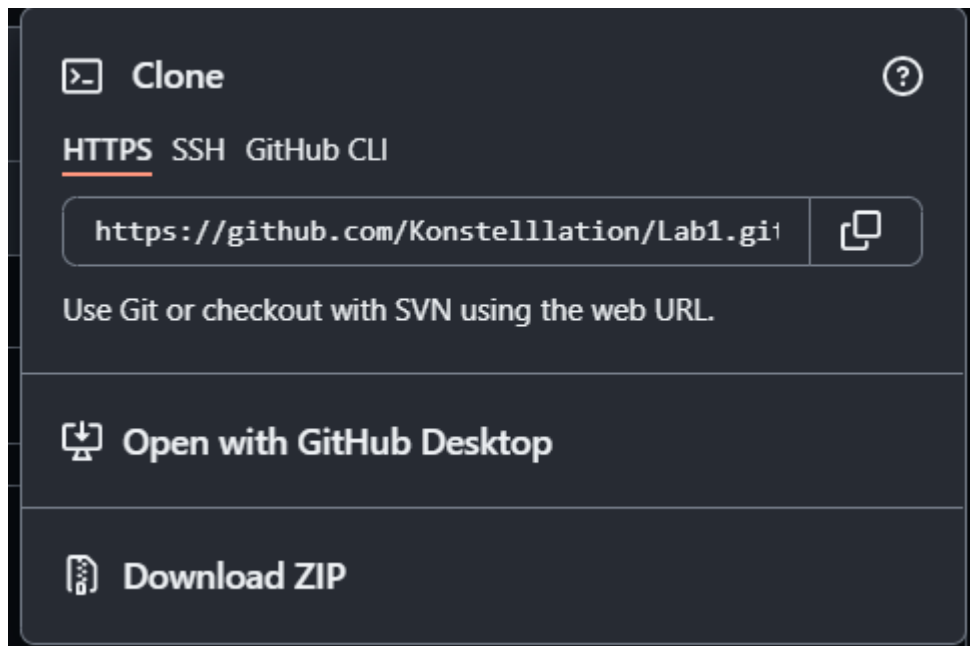 Clone
HTTPS SSH GitHub CLI
https://github.com/Konstelllation/Lab1.git
Use Git or checkout with SVN using the web URL.
Open with GitHub Desktop
Download ZIP